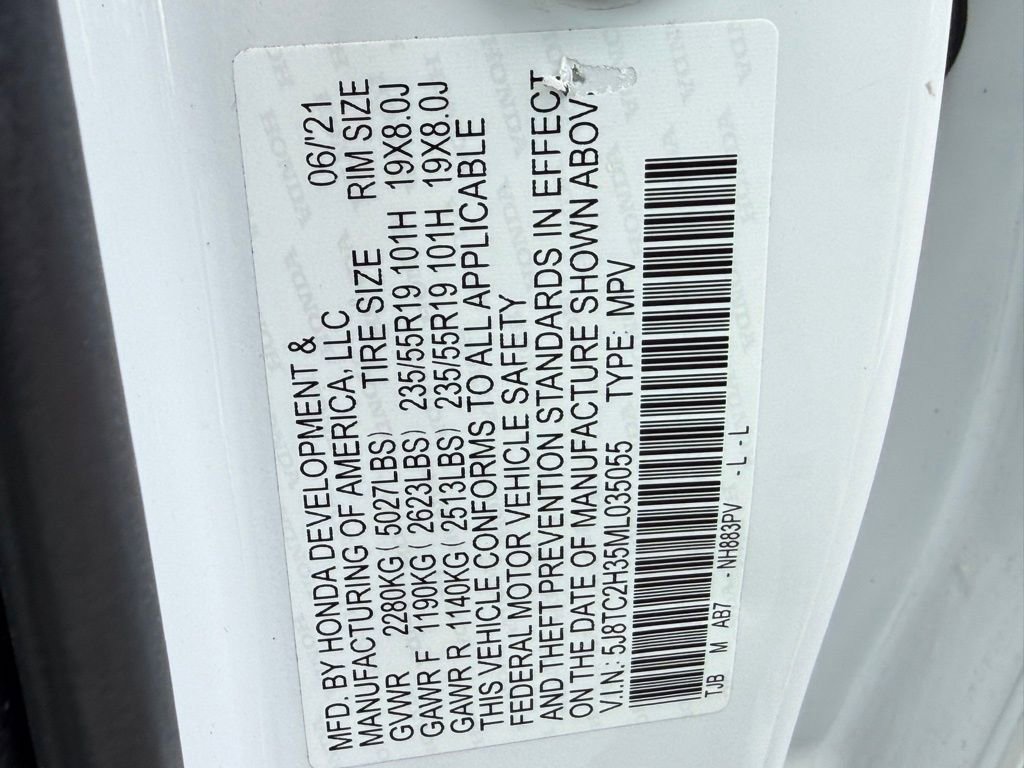 MFD. BY HONDA DEVELOPMENT &
MANUFACTURING OF AMERICA, LLC 06/'21
GVWR 2280KG ( 5027LBS) TIRE SIZE RIM SIZE
GAWR F 1190KG ( 2623LBS) 235/55R19 101H 19X8.0J
GAWR R 1140KG ( 2513LBS) 235/55R19 101H 19X8.0J
THIS VEHICLE CONFORMS TO ALL APPLICABLE
FEDERAL MOTOR VEHICLE SAFETY
AND THEFT PREVENTION STANDARDS IN EFFECT
ON THE DATE OF MANUFACTURE SHOWN ABOV
V.I.N.: 5J8TC2H35ML035055 TYPE: MPV
TJB M AB7 - NH883PV - L - L